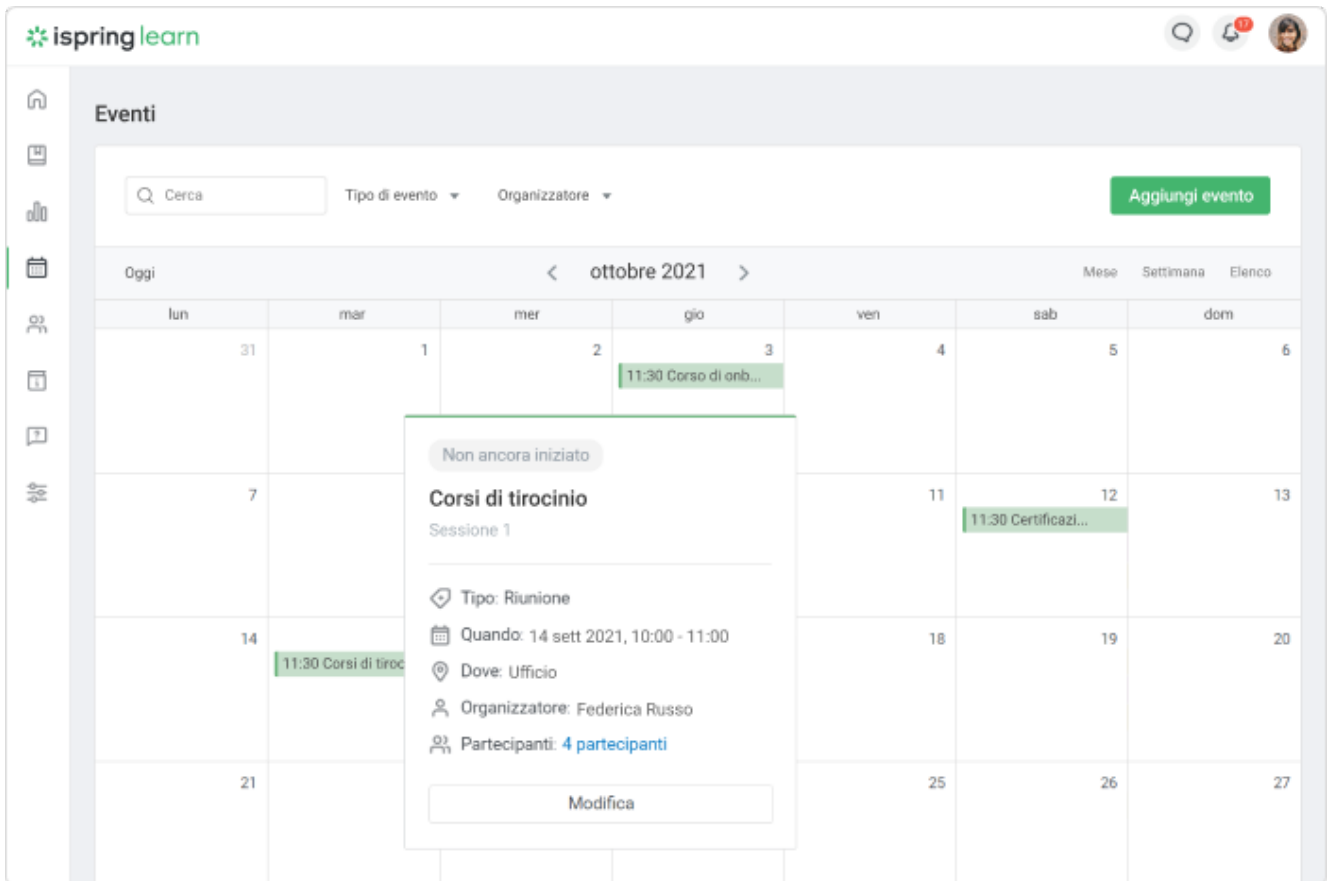 ispring learn
17
Eventi
Cerca
Tipo di evento
Organizzatore
Aggiungi evento
Oggi
ottobre 2021
Mese Settimana Elenco
lun mar mer gio ven sab dom
31 1 2 3 4 5 6
11:30 Corso di onb...
Non ancora iniziato
Corsi di tirocinio
Sessione 1
7 11 12 13
11:30 Certificazi...
Tipo: Riunione
Quando: 14 sett 2021, 10:00 - 11:00
Dove: Ufficio
Organizzatore: Federica Russo
Partecipanti: 4 partecipanti
Modifica
14 18 19 20
11:30 Corsi di tiroc
21 25 26 27